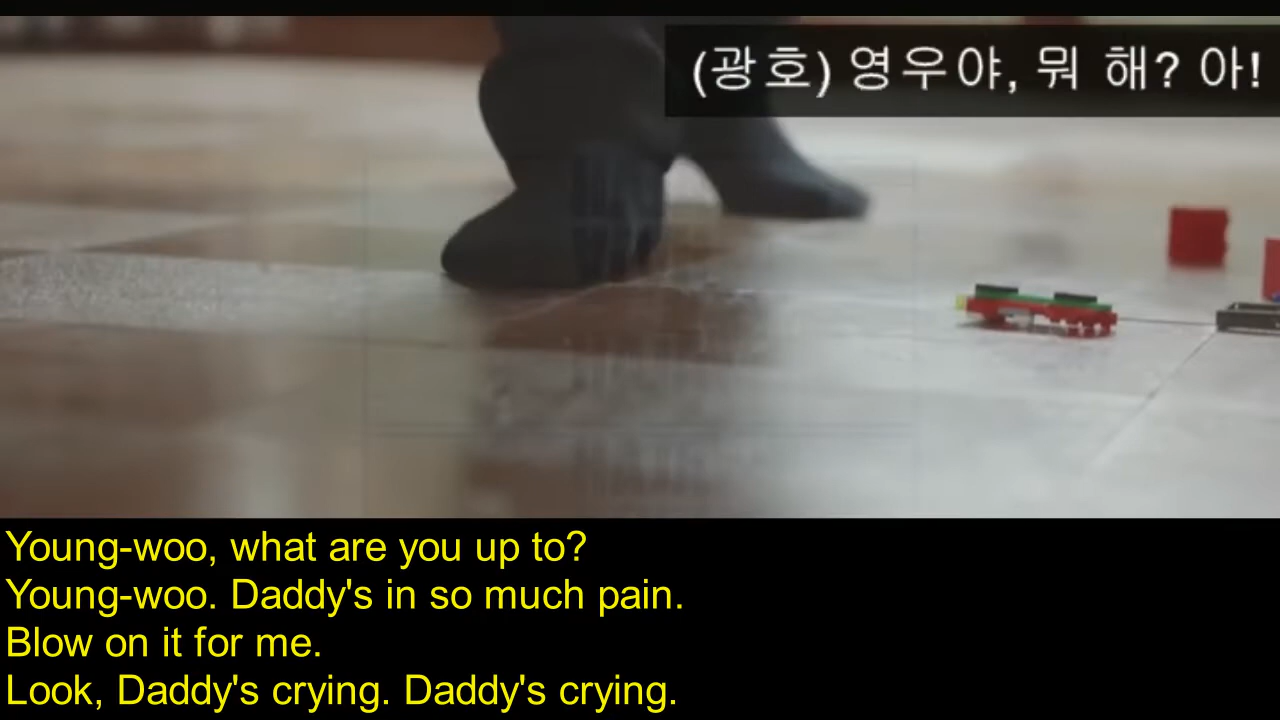 (광호) 영우야, 뭐 해? 아!
Young-woo, what are you up to?
Young-woo. Daddy's in so much pain.
Blow on it for me.
Look, Daddy's crying. Daddy's crying.